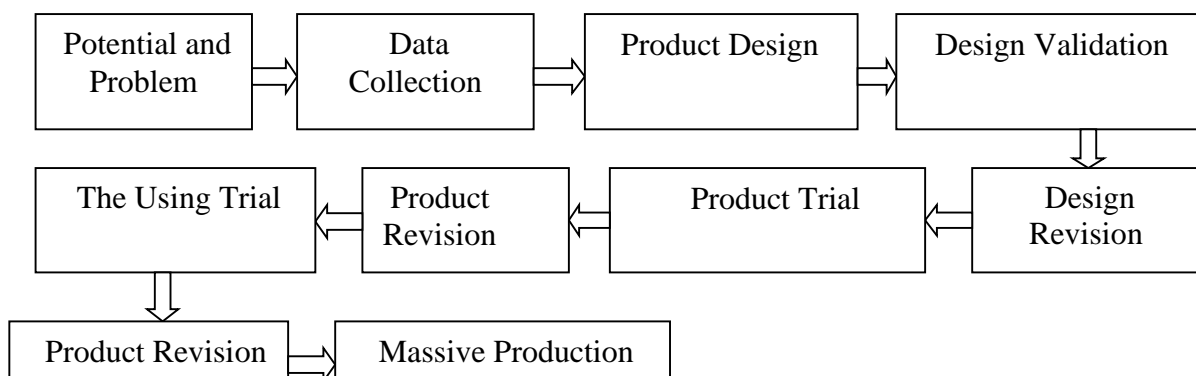 Potential and
Problem
Data
Collection
Product Design
Design Validation
Design
Revision
Product Trial
Product
Revision
The Using Trial
Product Revision
Massive Production